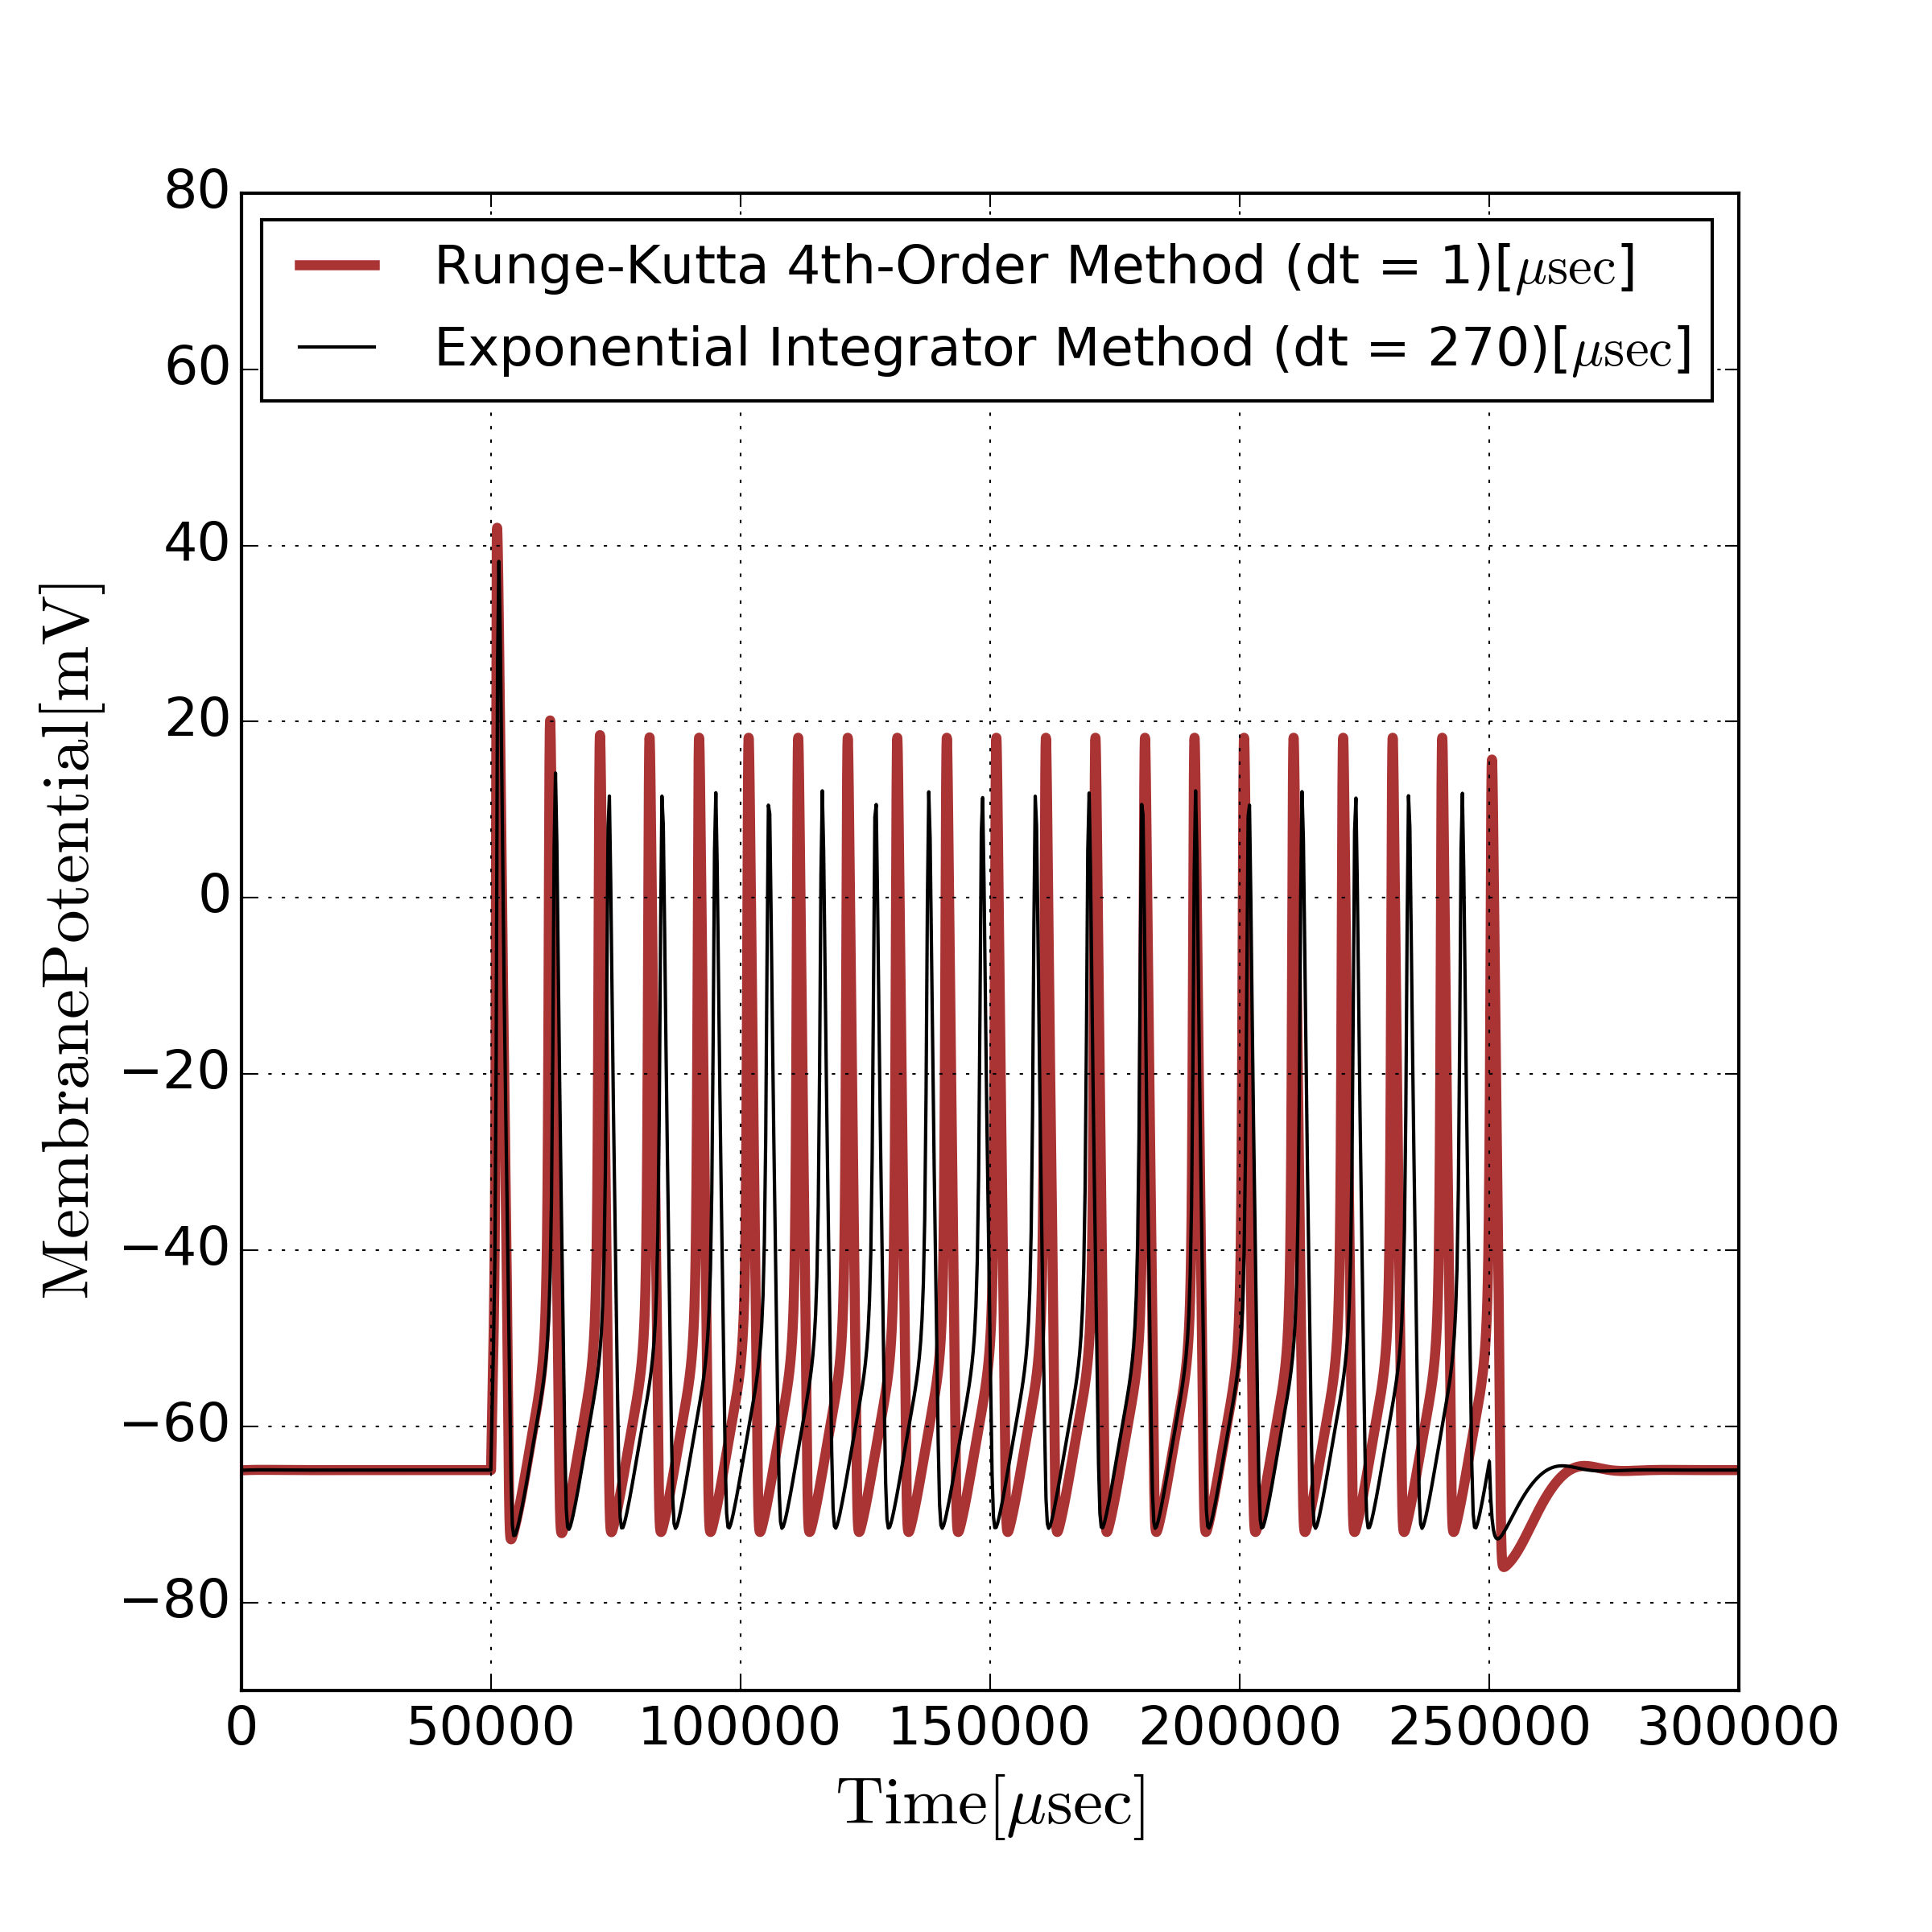 80
Runge-Kutta 4th-Order Method (dt = 1)[μsec]
Exponential Integrator Method (dt = 270)[μsec]
60
40
20
0
−20
−40
−60
−80
MembranePotential[mV]
0 50000 100000 150000 200000 250000 300000
Time[μsec]